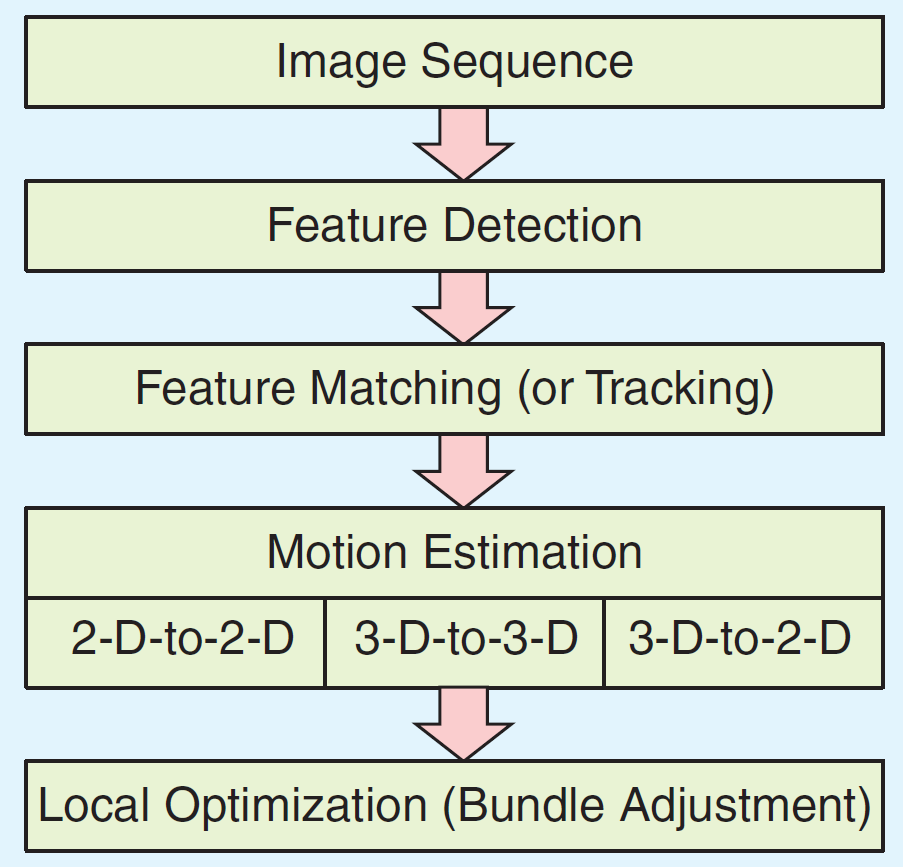 Image Sequence
Feature Detection
Feature Matching (or Tracking)
Motion Estimation
2-D-to-2-D 3-D-to-3-D 3-D-to-2-D
Local Optimization (Bundle Adjustment)